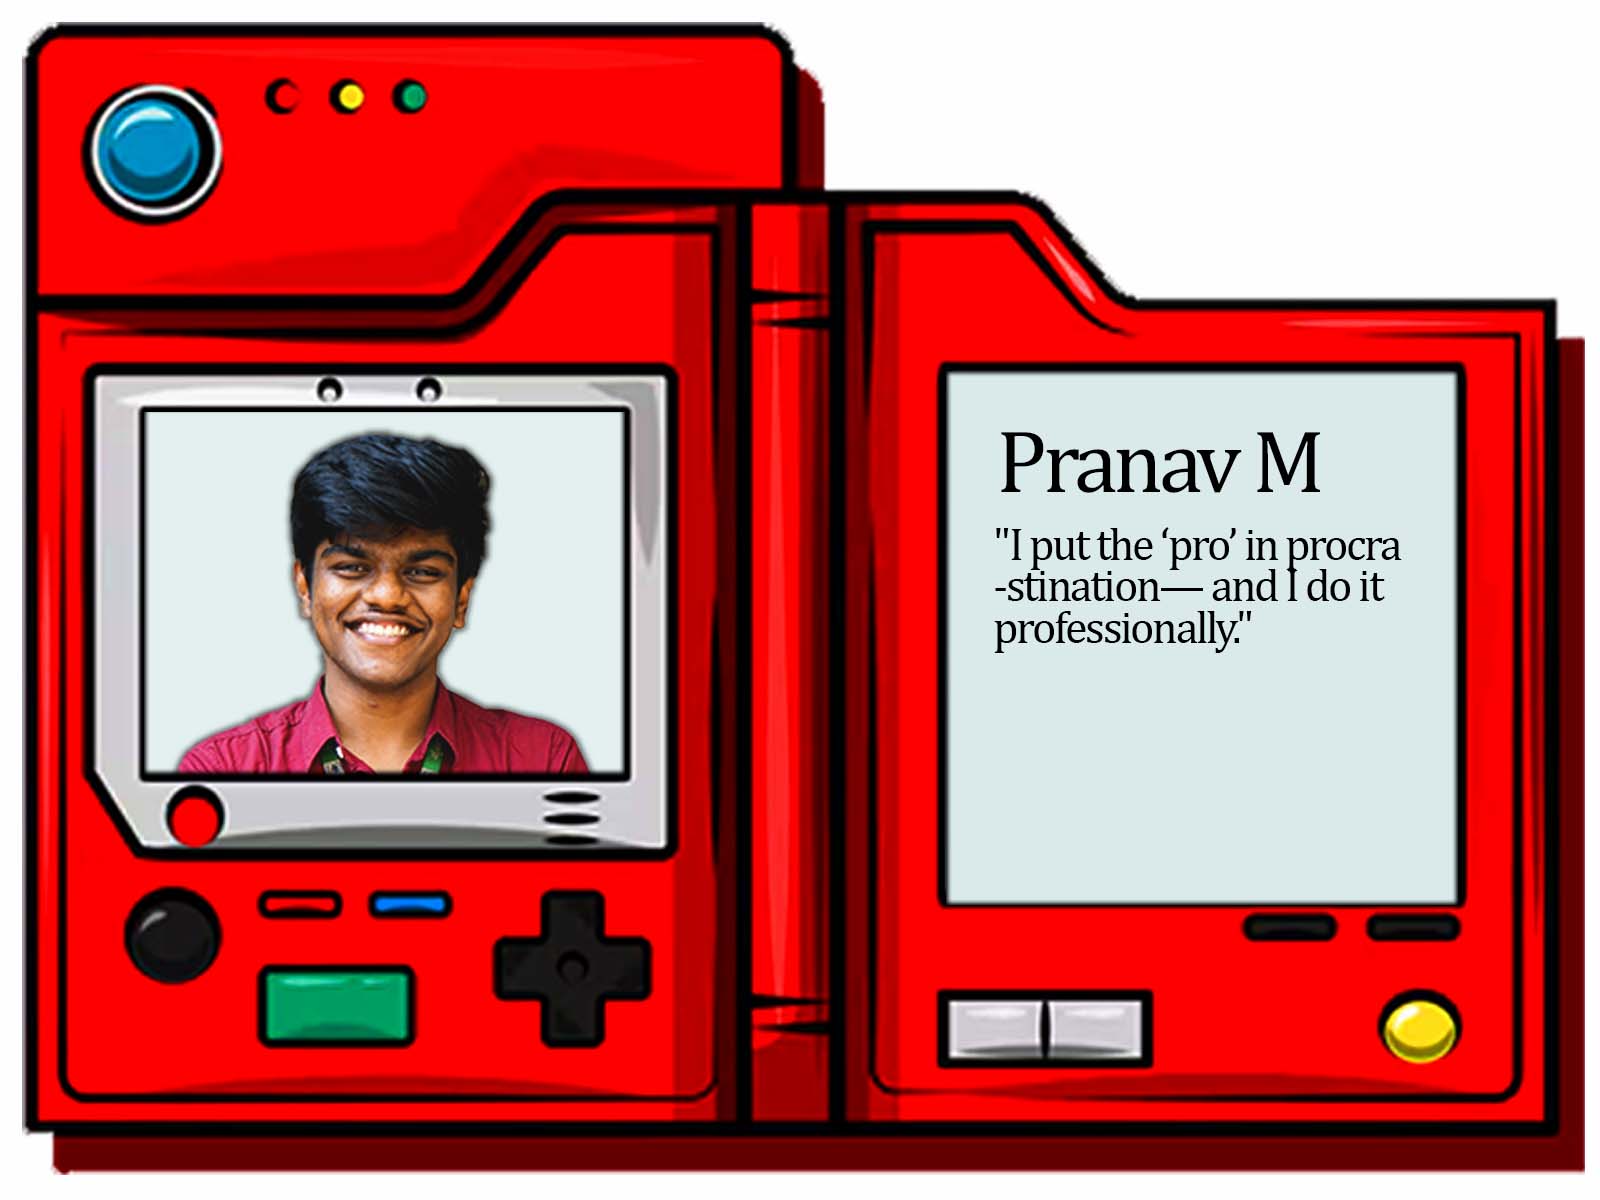 Pranav M
"I put the ‘pro’ in procra
-stination— and I do it
professionally."